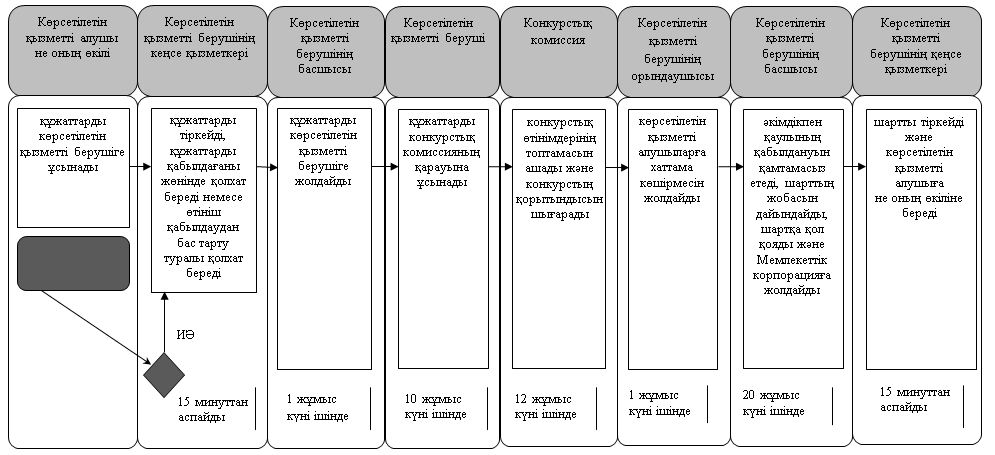 Көрсетілетін
қызметті алушы
не оның өкілі
Көрсетілетін
қызметті берушінің
кеңсе қызметкері
Көрсетілетін
қызметті
берушінің
басшысы
Көрсетілетін
қызметті беруші
Конкурстық
комиссия
Көрсетілетін
қызметті
берушінің
орындаушысы
Көрсетілетін
қызметті
берушінің
басшысы
Көрсетілетін
қызметті
берушінің кеңсе
қызметкері
құжаттарды
көрсетілетін
қызметті берушіге
ұсынады
құжаттарды
тіркейді,
құжаттарды
қабылдағаны
жөнінде қолхат
береді немесе
өтініш
қабылдаудан
бас тарту
туралы қолхат
береді
құжаттарды
көрсетілетін
қызметті
берушіге
жолдайды
құжаттарды
конкурстық
комиссияның
қарауына
ұсынады
конкурстық
өтінімдерінің
топтамасын
ашады және
конкурстың
қорытындысын
шығарады
көрсетілетін
қызметті
алушыларға
хаттама
көшірмесін
жолдайды
әкімдікпен
қаулының
қабылдануын
қамтамасыз
етеді, шарттың
жобасын
дайындайды,
шартқа қол
қояды және
Мемлекеттік
корпорацияға
жолдайды
шартты тіркейді
және
көрсетілетін
қызметті
алушыға
не оның өкіліне
береді
ИӘ
15 минуттан
аспайды
1 жұмыс
күні ішінде
10 жұмыс
күні ішінде
12 жұмыс
күні ішінде
1 жұмыс
күні ішінде
20 жұмыс
күні ішінде
15 минуттан
аспайды